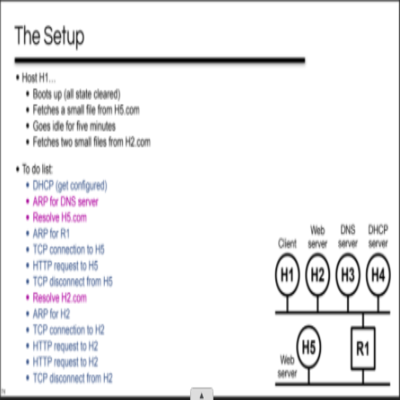 The Setup
• Host H1...
• Boots up (all state cleared)
• Fetches a small file from H5.com
• Goes idle for five minutes
• Fetches two small files from H2.com
• To do list:
• DHCP (get configured)
• ARP for DNS server
• Resolve H5.com
• ARP for R1
• TCP connection to H5
• HTTP request to H5
• TCP disconnect from H5
• Resolve H2.com
• ARP for H2
• TCP connection to H2
• HTTP request to H2
• HTTP request to H2
• TCP disconnect from H2
Client
Web server
DNS server
DHCP server
H1
H2
H3
H4
H5
R1
Web server